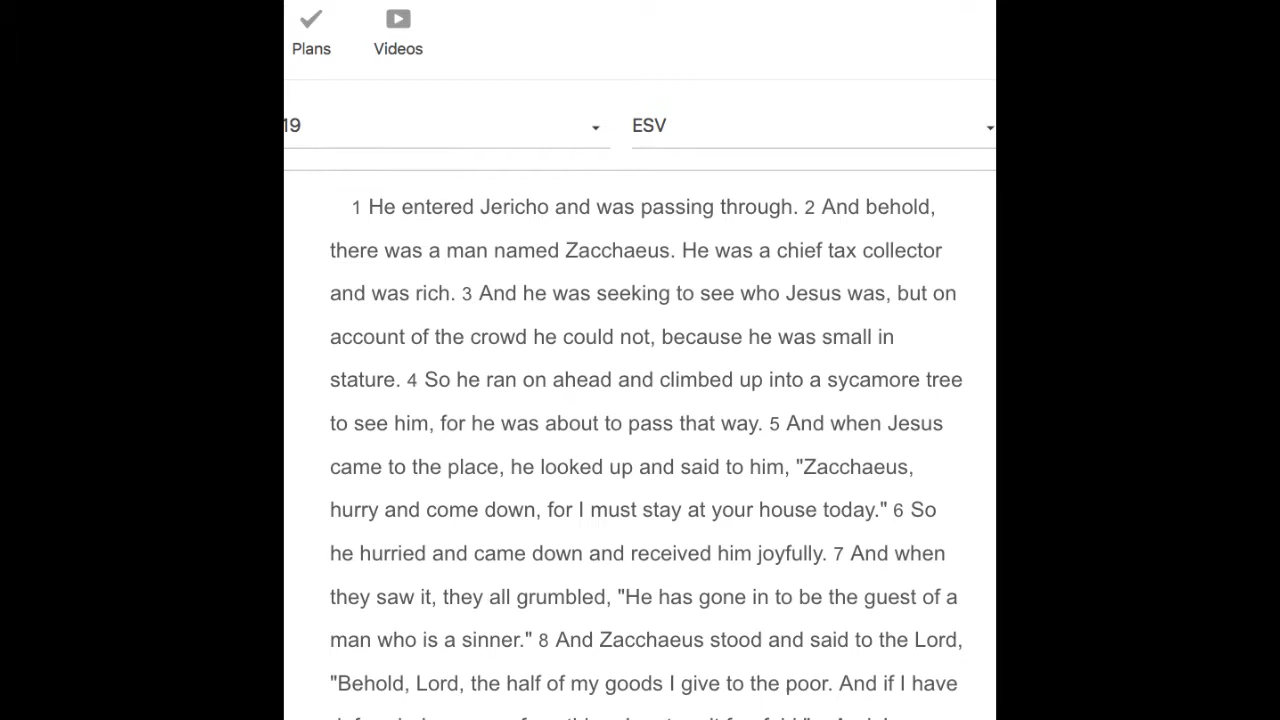 Plans Videos
19 ESV
1 He entered Jericho and was passing through. 2 And behold,
there was a man named Zacchaeus. He was a chief tax collector
and was rich. 3 And he was seeking to see who Jesus was, but on
account of the crowd he could not, because he was small in
stature. 4 So he ran on ahead and climbed up into a sycamore tree
to see him, for he was about to pass that way. 5 And when Jesus
came to the place, he looked up and said to him, "Zacchaeus,
hurry and come down, for I must stay at your house today." 6 So
he hurried and came down and received him joyfully. 7 And when
they saw it, they all grumbled, "He has gone in to be the guest of a
man who is a sinner." 8 And Zacchaeus stood and said to the Lord,
"Behold, Lord, the half of my goods I give to the poor. And if I have